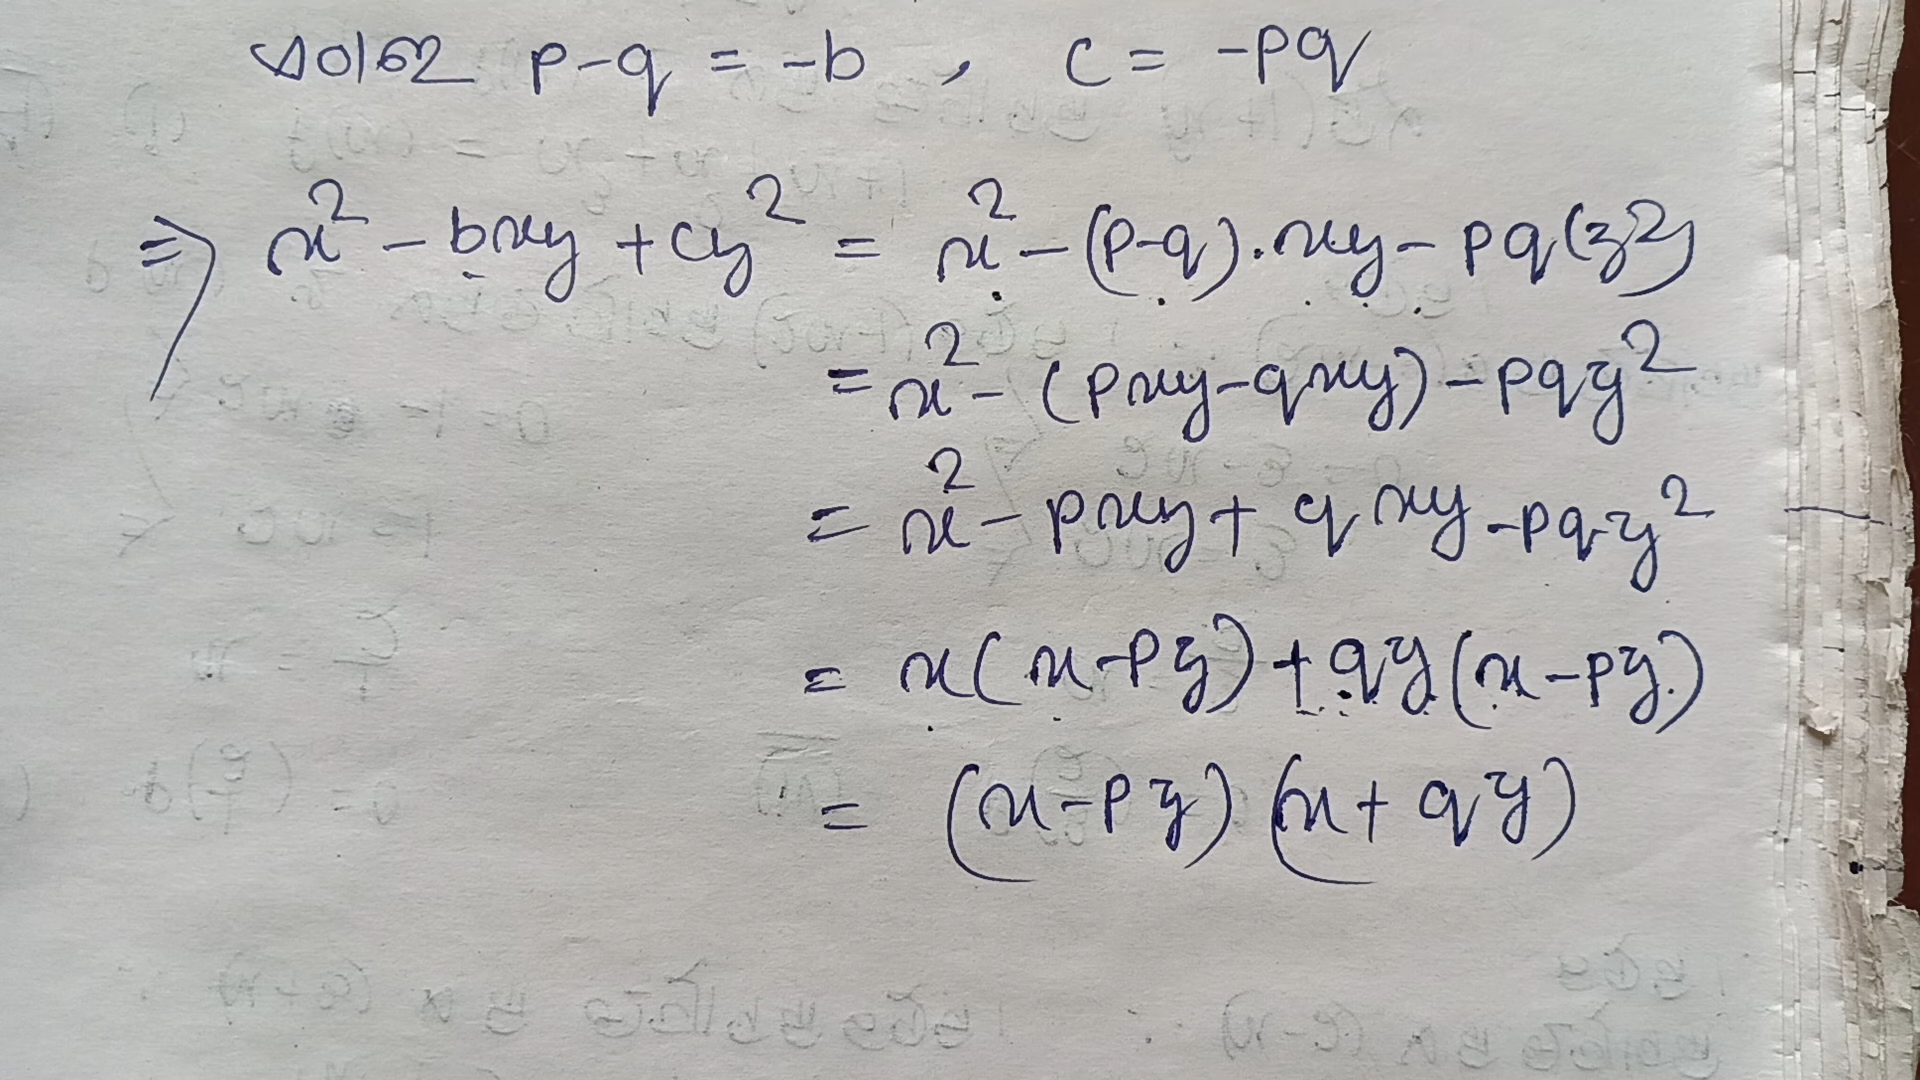 p-q = -b , c = -pq
⇒ x² - bxy + cy² = x² - (p-q).xy - pq(y²)
= x² - (pxy - qxy) - pqy²
= x² - pxy + qxy - pqy²
= x(x-py) + qy(x-py)
= (x-py) (x+qy)